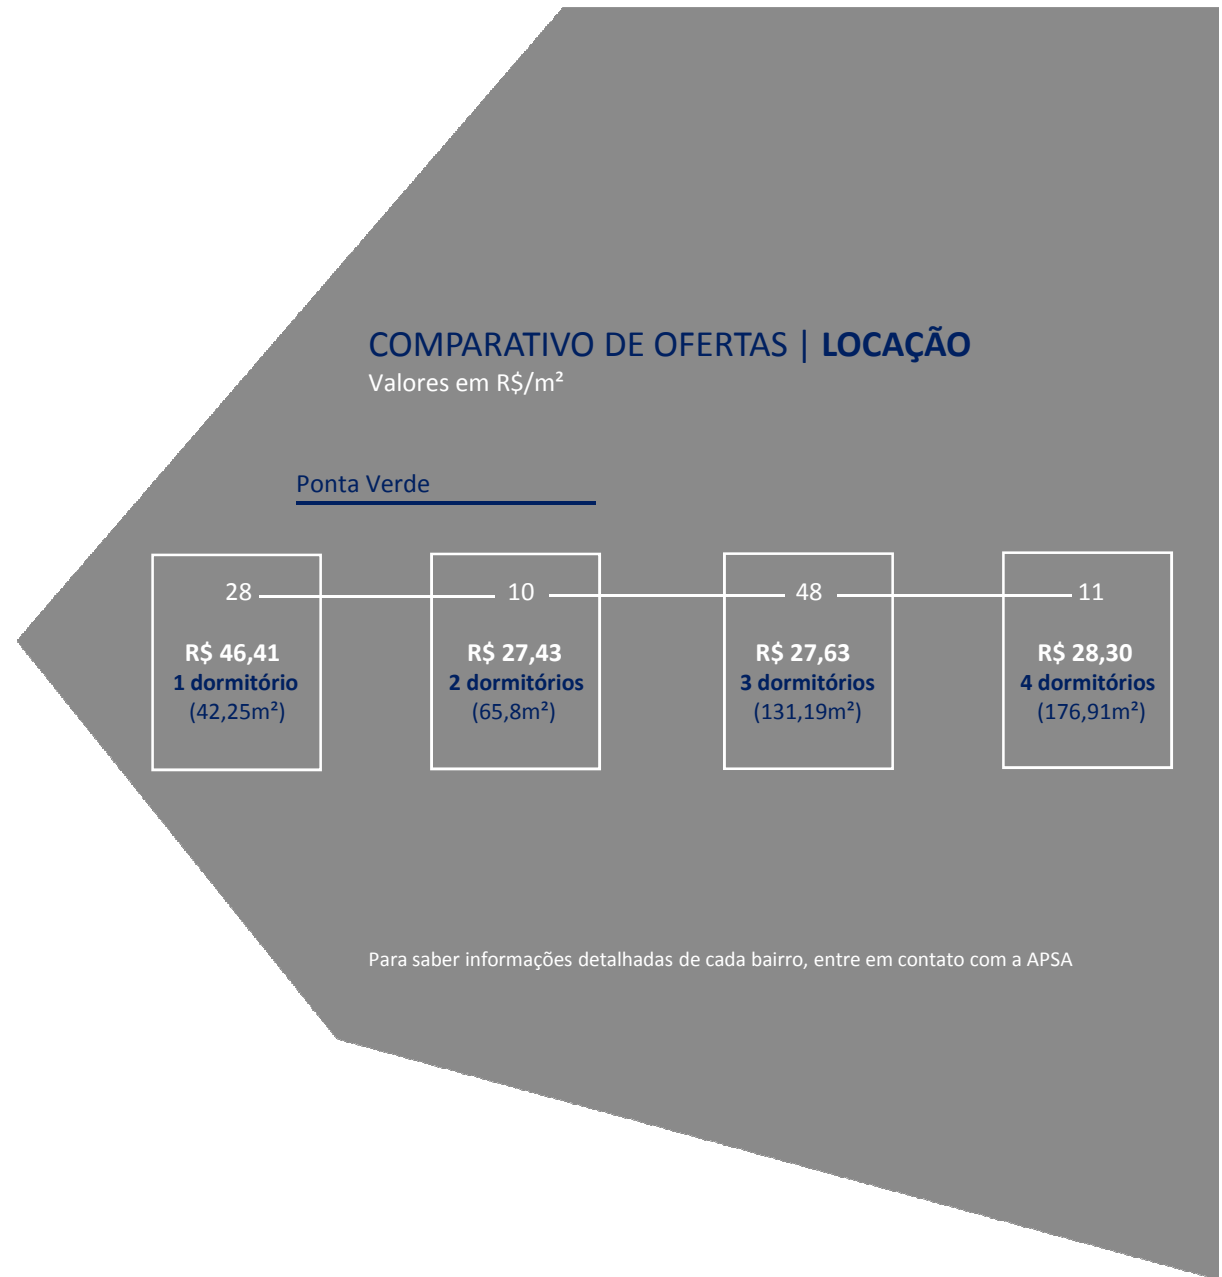 COMPARATIVO DE OFERTAS | LOCAÇÃO
Valores em R$/m²
Ponta Verde
28
R$ 46,41
1 dormitório
(42,25m²)
10
R$ 27,43
2 dormitórios
(65,8m²)
48
R$ 27,63
3 dormitórios
(131,19m²)
11
R$ 28,30
4 dormitórios
(176,91m²)
Para saber informações detalhadas de cada bairro, entre em contato com a APSA